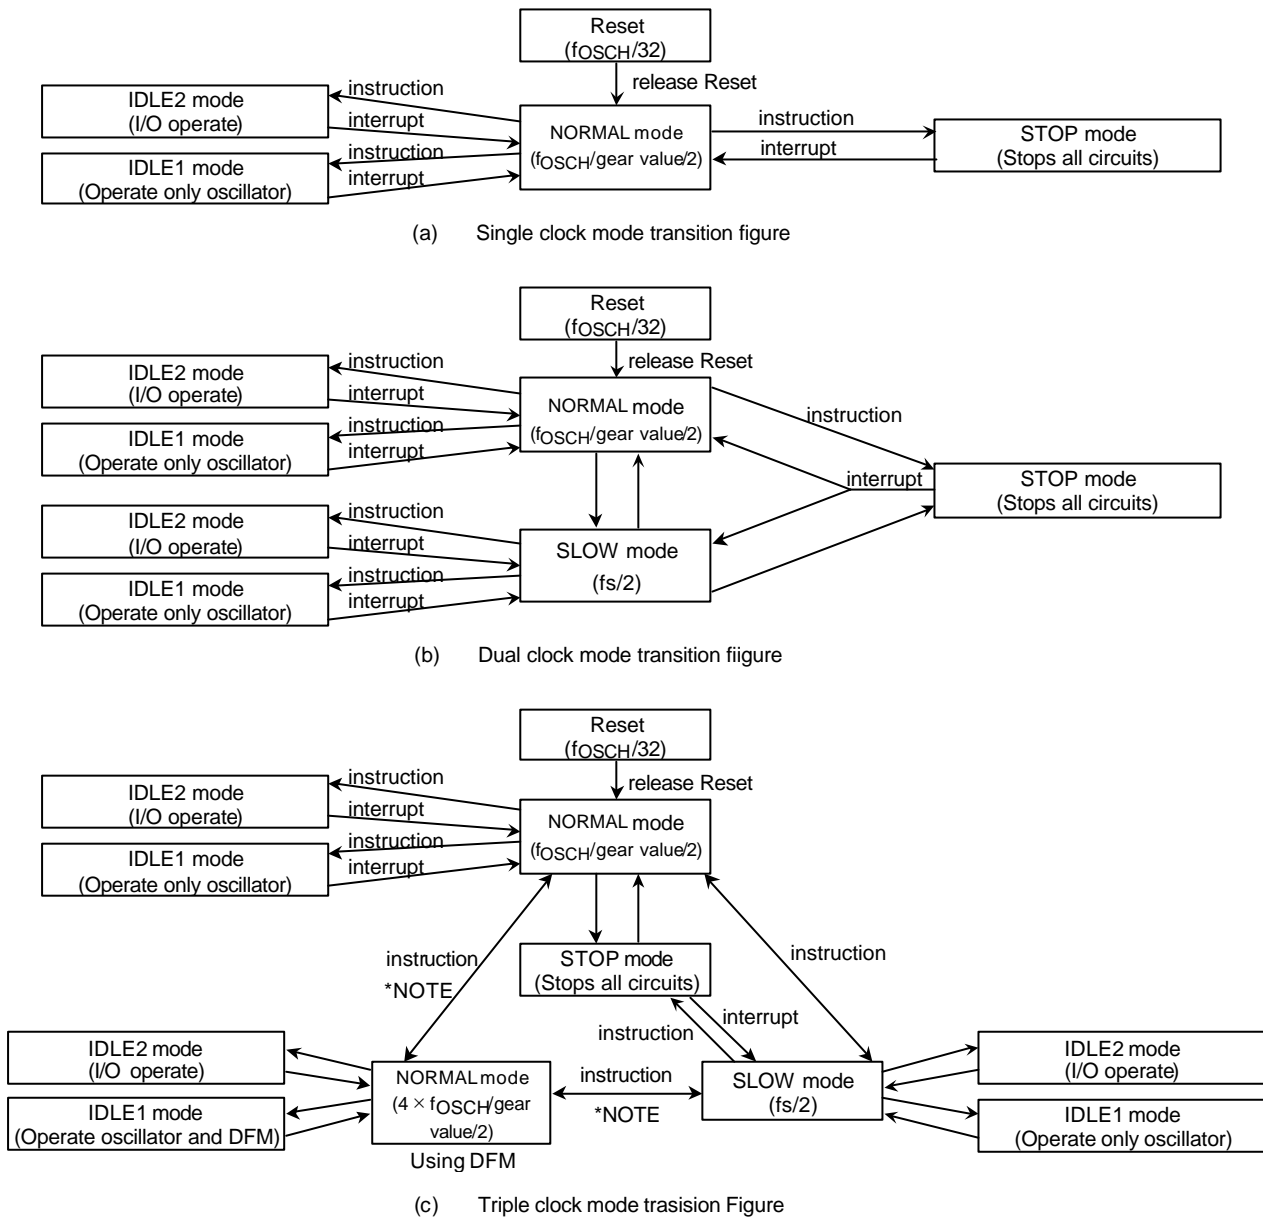 Reset
(fOSCH/32)
release Reset
IDLE2 mode
(I/O operate)
instruction
interrupt
IDLE1 mode
(Operate only oscillator)
instruction
interrupt
NORMAL mode
(fOSCH/gear value/2)
instruction
interrupt
STOP mode
(Stops all circuits)
(a) Single clock mode transition figure
Reset
(fOSCH/32)
release Reset
IDLE2 mode
(I/O operate)
instruction
interrupt
IDLE1 mode
(Operate only oscillator)
instruction
interrupt
NORMAL mode
(fOSCH/gear value/2)
instruction
interrupt
STOP mode
(Stops all circuits)
IDLE2 mode
(I/O operate)
instruction
interrupt
IDLE1 mode
(Operate only oscillator)
instruction
interrupt
SLOW mode
(fs/2)
(b) Dual clock mode transition fiigure
Reset
(fOSCH/32)
release Reset
IDLE2 mode
(I/O operate)
instruction
interrupt
IDLE1 mode
(Operate only oscillator)
instruction
interrupt
NORMAL mode
(fOSCH/gear value/2)
instruction
*NOTE
STOP mode
(Stops all circuits)
instruction
interrupt
instruction
IDLE2 mode
(I/O operate)
IDLE1 mode
(Operate oscillator and DFM)
NORMAL mode
(4 × fOSCH/gear
value/2)
Using DFM
instruction
*NOTE
SLOW mode
(fs/2)
IDLE2 mode
(I/O operate)
IDLE1 mode
(Operate only oscillator)
(c) Triple clock mode trasision Figure